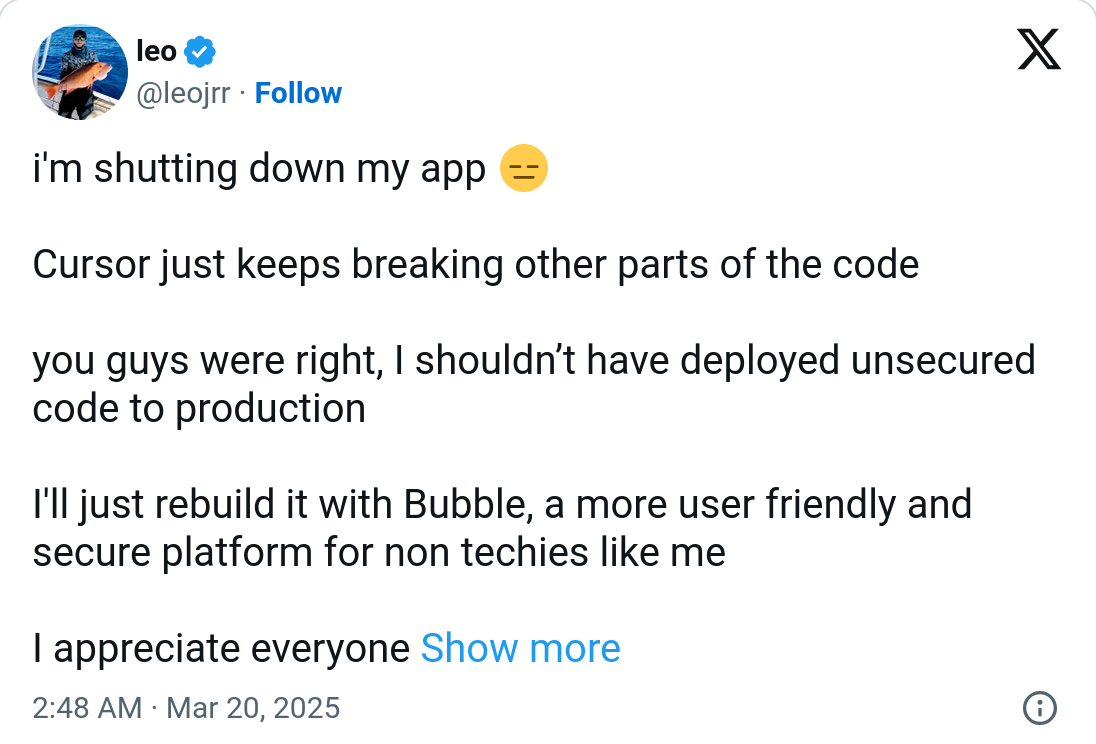 leo
@leojrr · Follow
i'm shutting down my app 😑
Cursor just keeps breaking other parts of the code
you guys were right, I shouldn’t have deployed unsecured
code to production
I'll just rebuild it with Bubble, a more user friendly and
secure platform for non techies like me
I appreciate everyone Show more
2:48 AM · Mar 20, 2025